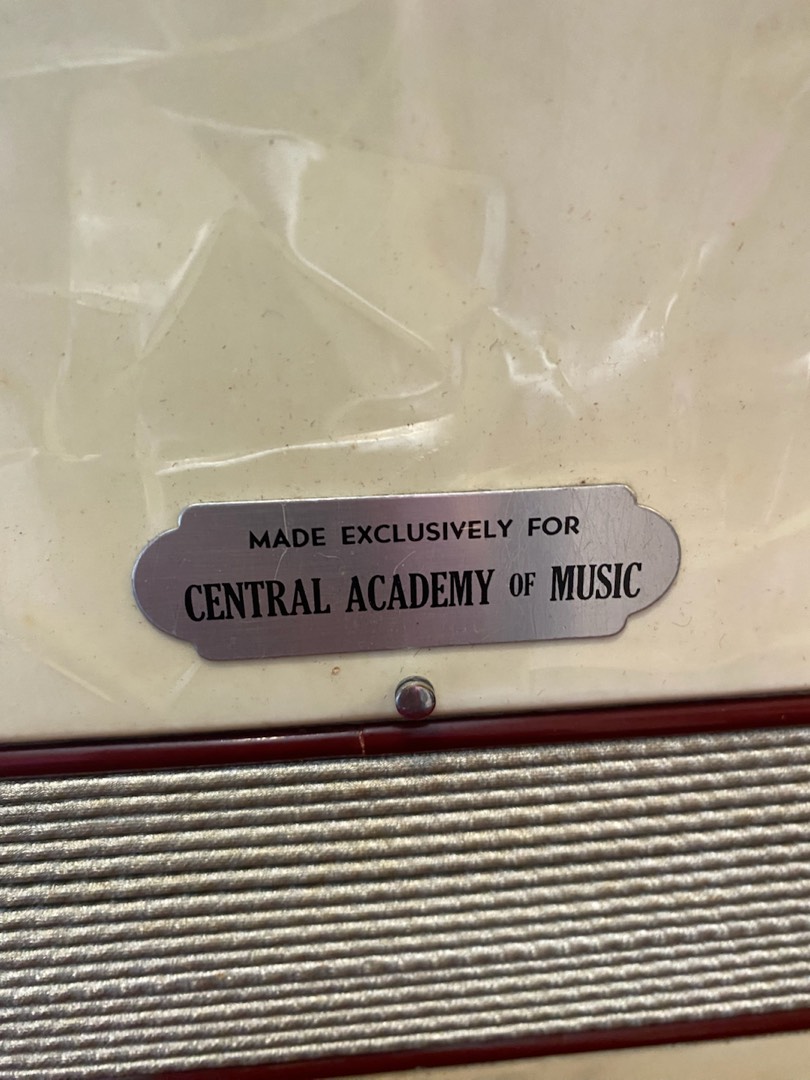 MADE EXCLUSIVELY FOR
CENTRAL ACADEMY OF MUSIC